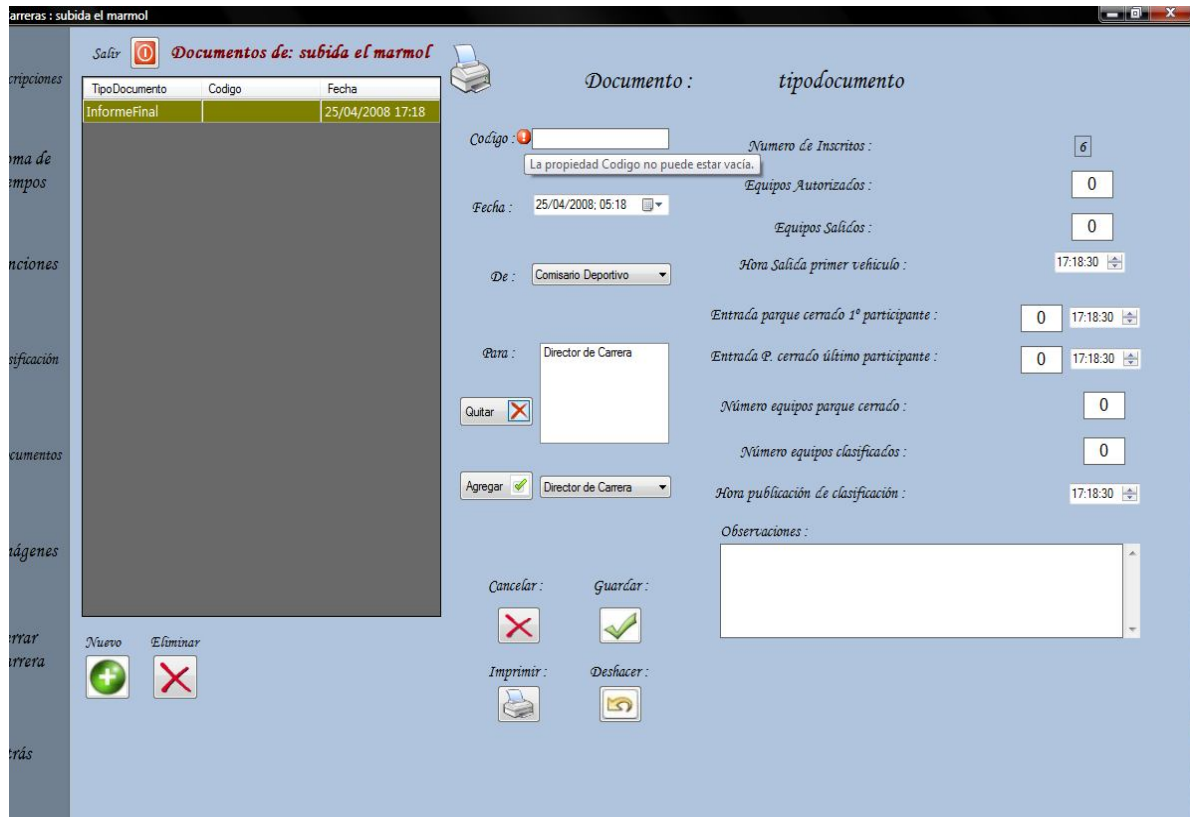 arreras : subida el marmol
cripciones
oma de
empos
nciones
sificación
cumentos
nágenes
errar
arrera
trás
Salir
Documentos de: subida el marmol
TipoDocumento Codigo Fecha
InformeFinal 25/04/2008 17:18
Nuevo Eliminar
Documento : tipodocumento
Codigo :
La propiedad Codigo no puede estar vacía.
Fecha : 25/04/2008; 05:18
De : Comisario Deportivo
Para : Director de Carrera
Quitar
Agregar Director de Carrera
Cancelar : Guardar :
Imprimir : Deshacer :
Numero de Inscritos : 6
Equipos Autorizados : 0
Equipos Salidos : 0
Hora Salida primer vehiculo : 17:18:30
Entrada parque cerrado 1º participante : 0 17:18:30
Entrada P. cerrado último participante : 0 17:18:30
Número equipos parque cerrado : 0
Número equipos clasificados : 0
Hora publicación de clasificación : 17:18:30
Observaciones :